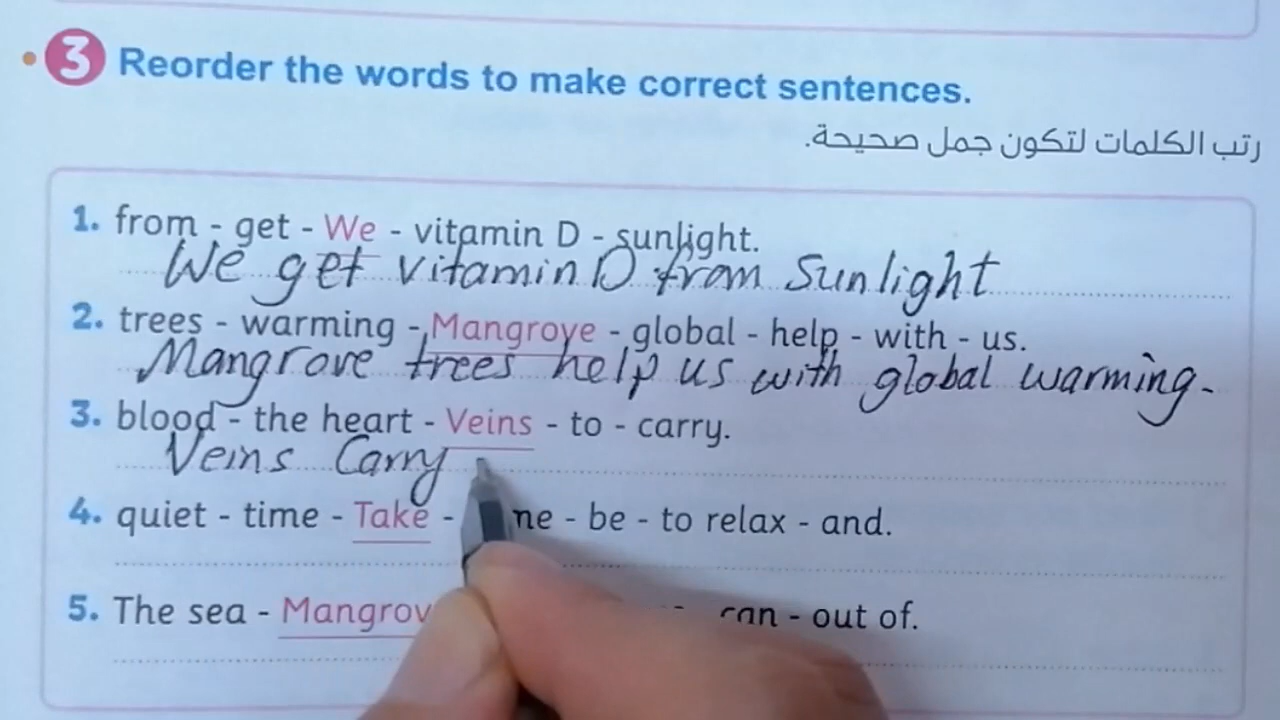 3 Reorder the words to make correct sentences.
رتب الكلمات لتكون جمل صحيحة.
1. from - get - We - vitamin D - sunlight.
We get vitamin D from Sunlight
2. trees - warming - Mangrove - global - help - with - us.
Mangrove trees help us with global warming.
3. blood - the heart - Veins - to - carry.
Veins Carry
4. quiet - time - Take - be - to relax - and.
5. The sea - can - out of.